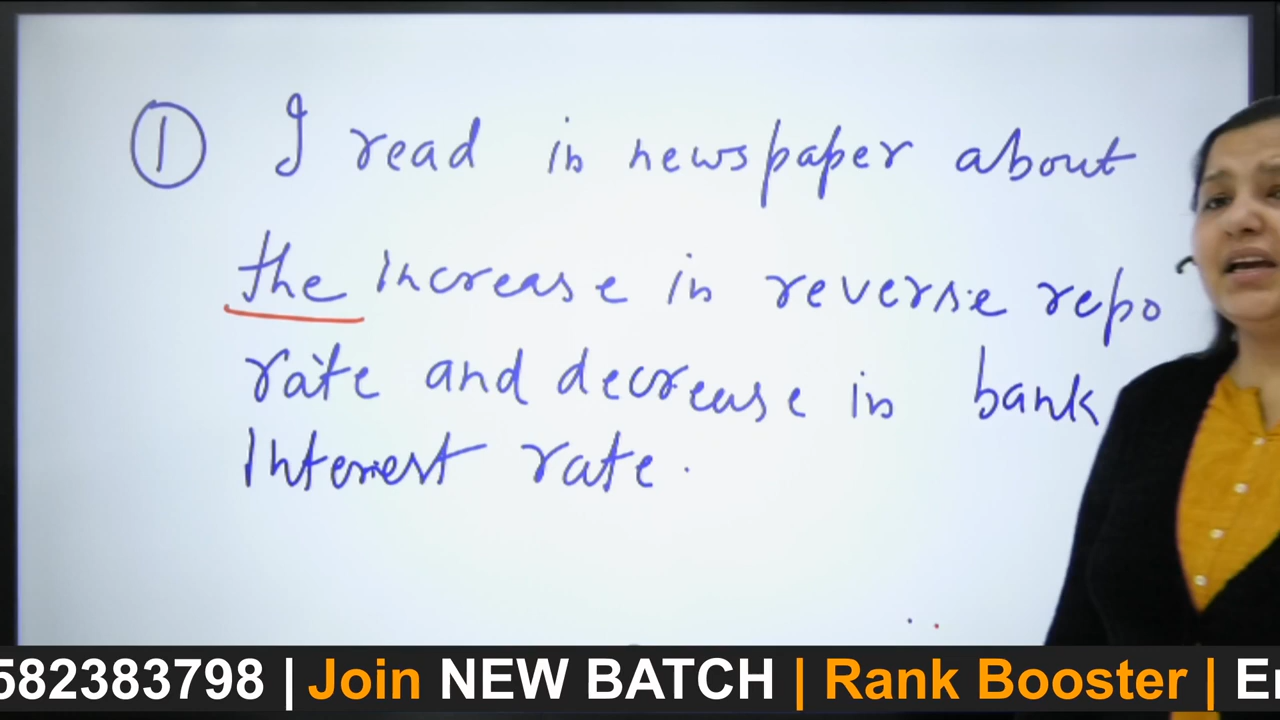 ① I read in newspaper about
the increase in reverse repo
rate and decrease in bank
Interest rate.
582383798 | Join NEW BATCH | Rank Booster |